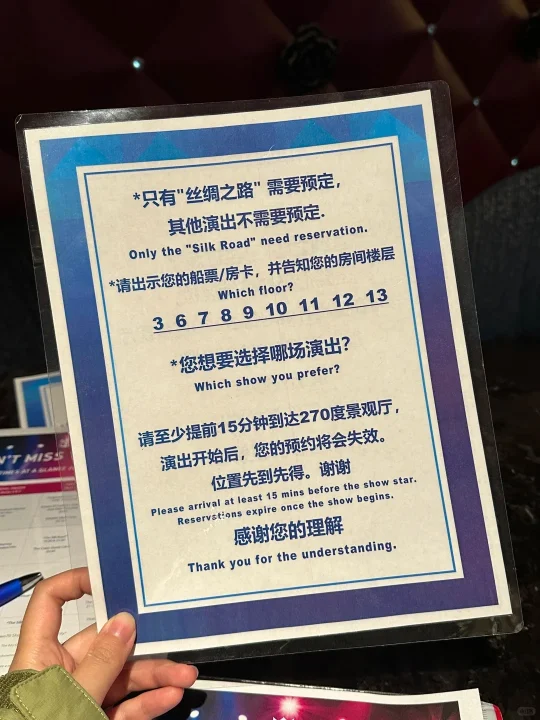 *只有"丝绸之路" 需要预定，
其他演出不需要预定.
Only the "Silk Road" need reservation.
*请出示您的船票/房卡，并告知您的房间楼层
Which floor?
3 6 7 8 9 10 11 12 13
*您想要选择哪场演出？
Which show you prefer?
请至少提前15分钟到达270度景观厅，
演出开始后，您的预约将会失效。
位置先到先得。谢谢
Please arrival at least 15 mins before the show star.
Reservations expire once the show begins.
感谢您的理解
Thank you for the understanding.
N'T MISS
AT A GLANCE